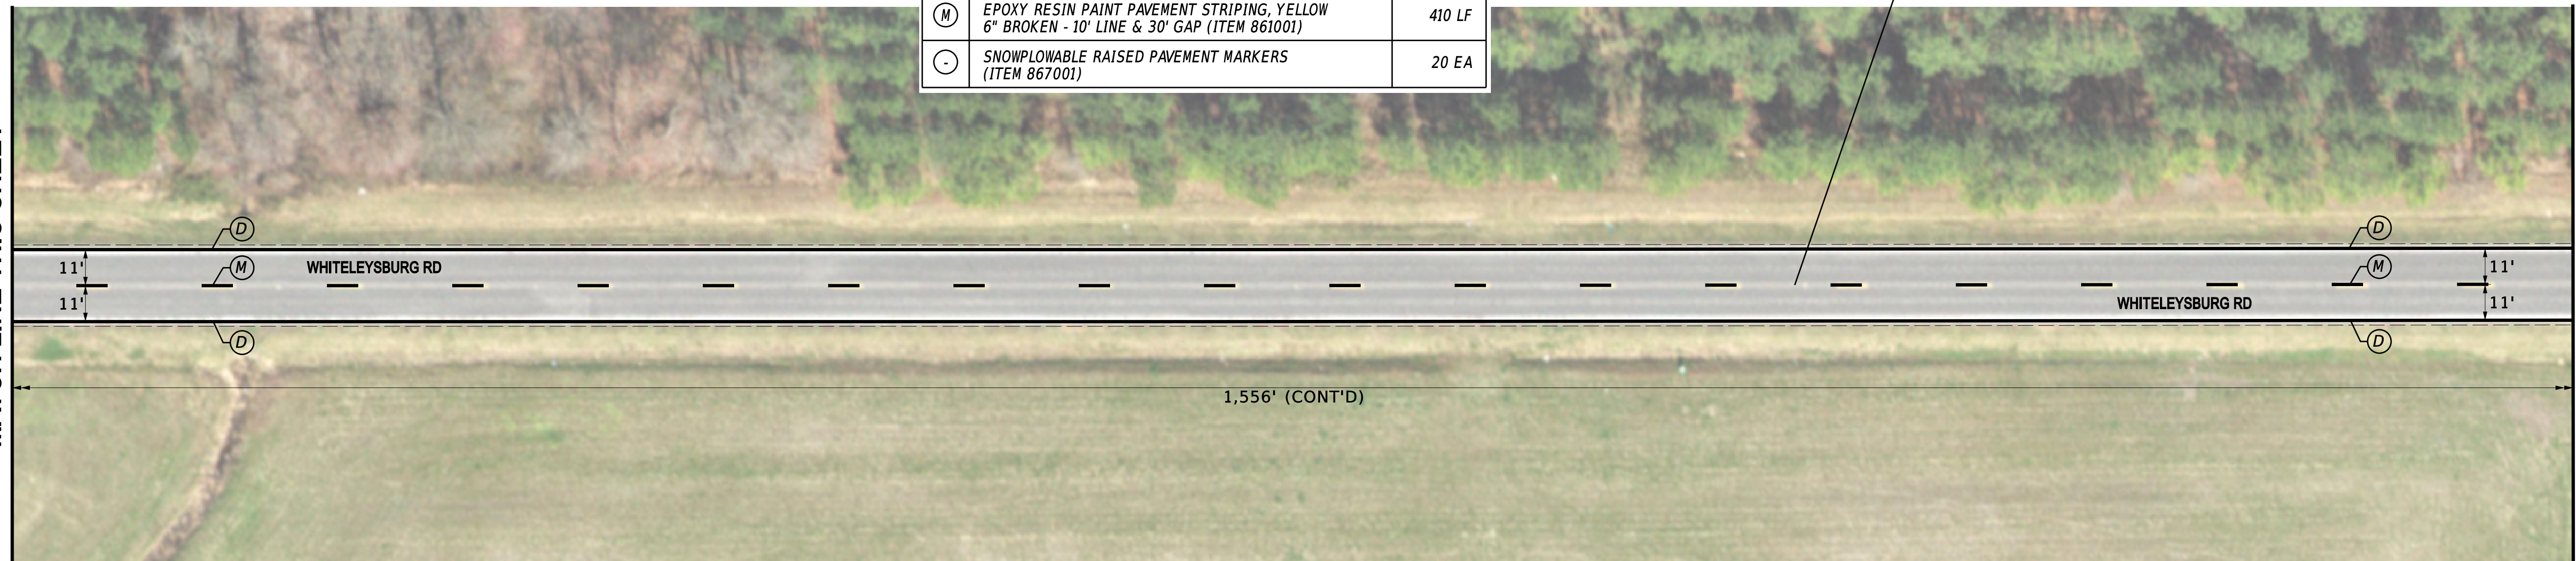 M EPOXY RESIN PAINT PAVEMENT STRIPING, YELLOW
6" BROKEN - 10' LINE & 30' GAP (ITEM 861001) 410 LF
- SNOWPLOWABLE RAISED PAVEMENT MARKERS
(ITEM 867001) 20 EA
D D
11' M WHITELEYSBURG RD M 11'
11' WHITELEYSBURG RD 11'
D D
1,556' (CONT'D)